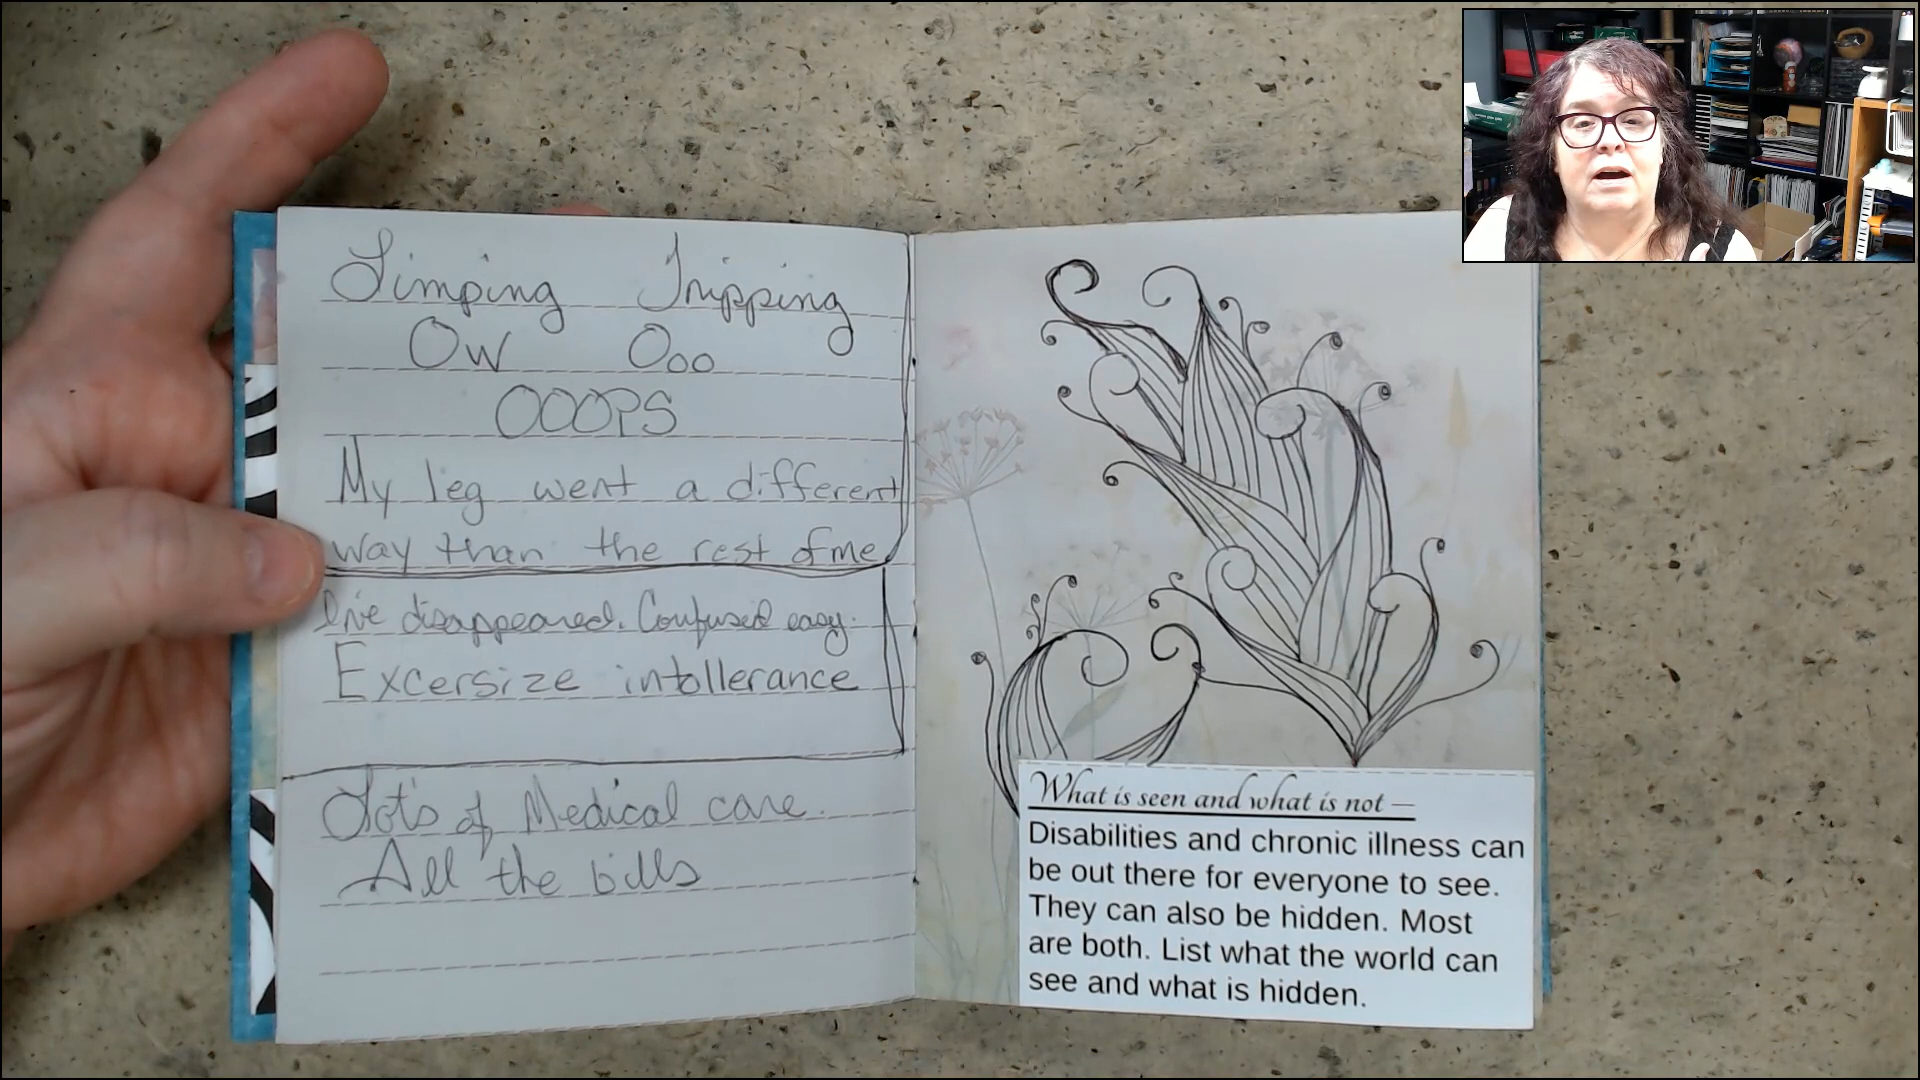 Limping Tripping
Ow Ooo
OOOPS
My leg went a different
way than the rest of me.
I've disappeared. Confused easy.
Excersize intollerance
Lot's of Medical care.
All the bills
What is seen and what is not —
Disabilities and chronic illness can
be out there for everyone to see.
They can also be hidden. Most
are both. List what the world can
see and what is hidden.